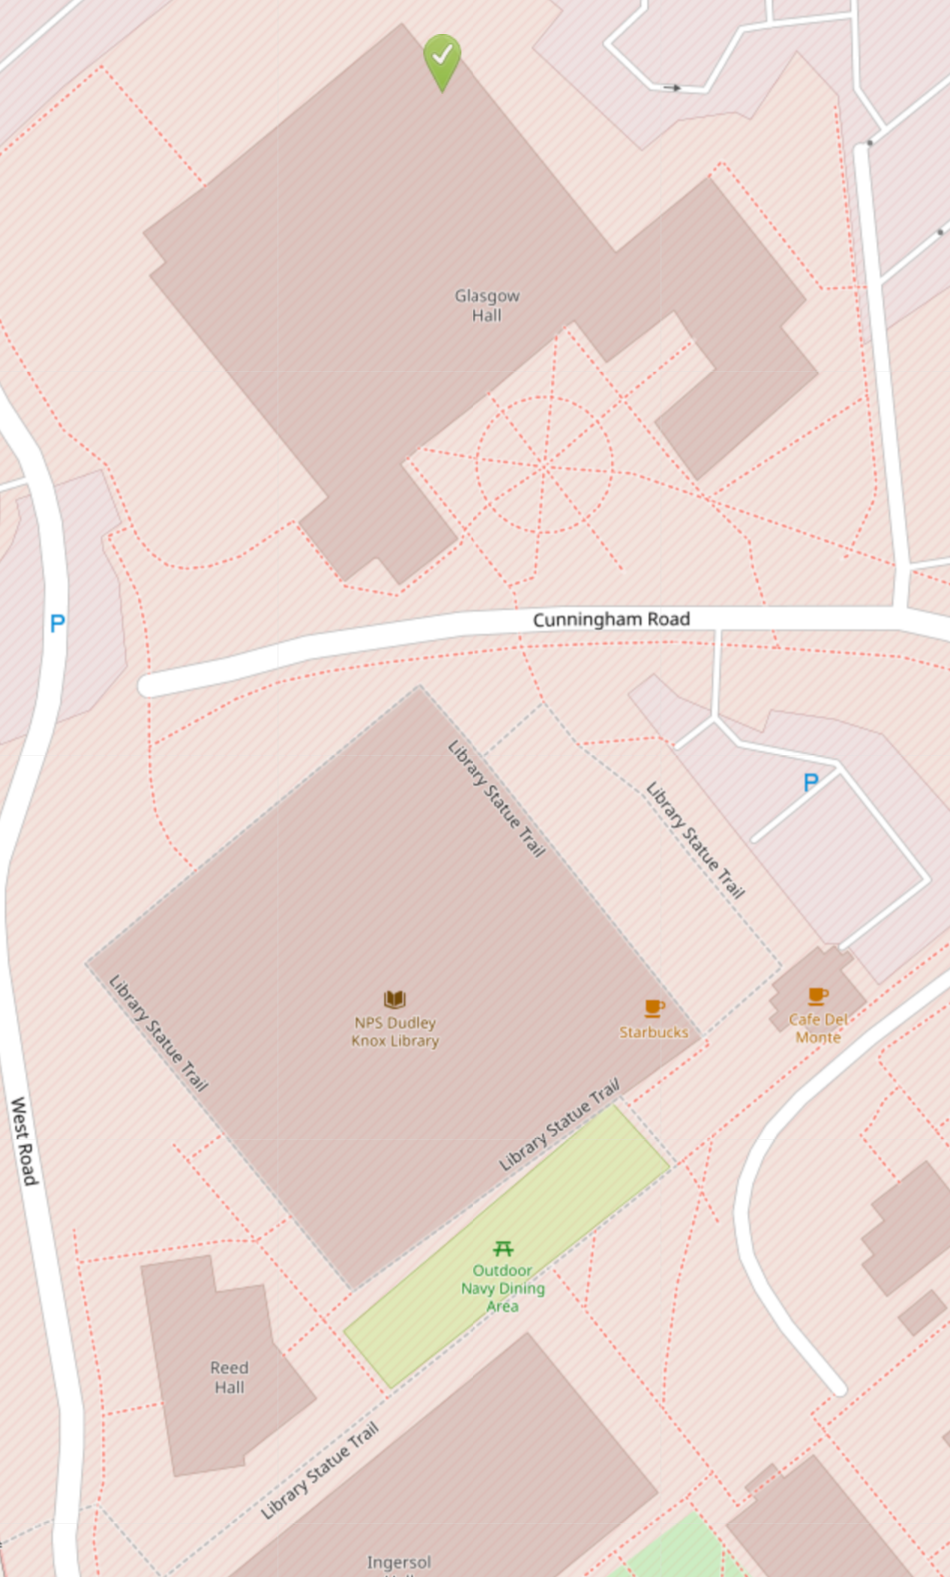 Glasgow
Hall
Cunningham Road
P
Library Statue Trail
Library Statue Trail
P
Library Statue Trail
NPS Dudley
Knox Library
Starbucks
Cafe Del
Monte
Library Statue Trail
West Road
Outdoor
Navy Dining
Area
Reed
Hall
Library Statue Trail
Ingersol